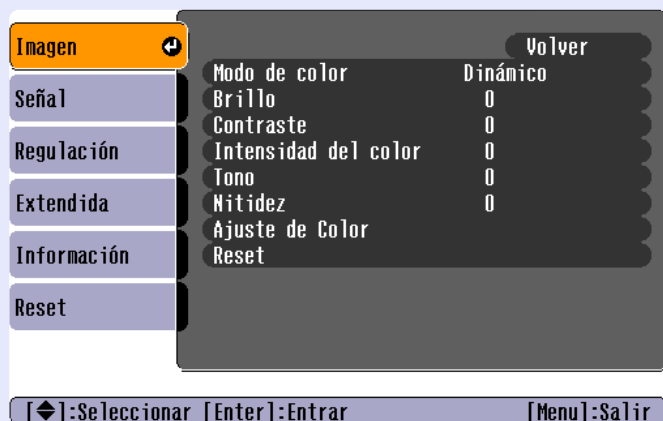 Imagen
Señal
Regulación
Extendida
Información
Reset
Volver
Modo de color Dinámico
Brillo 0
Contraste 0
Intensidad del color 0
Tono 0
Nitidez 0
Ajuste de Color
Reset
[◆]:Seleccionar [Enter]:Entrar [Menu]:Salir